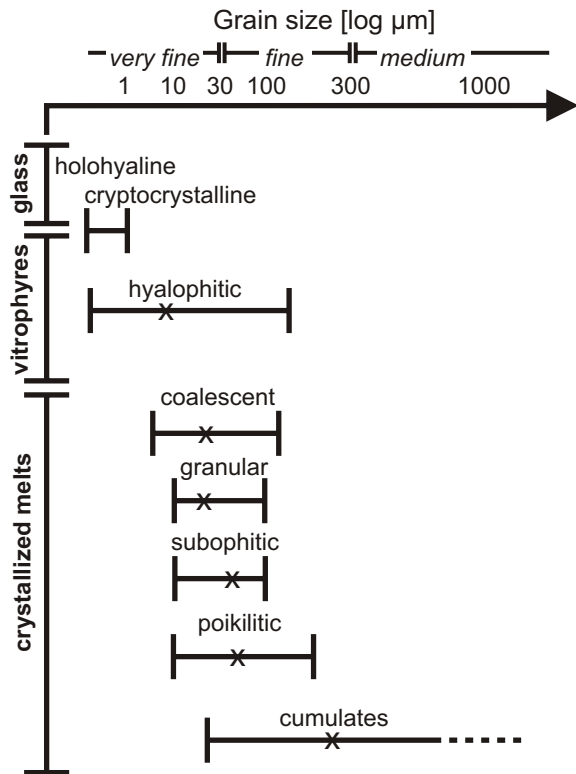 Grain size [log µm]
very fine fine medium
1 10 30 100 300 1000
glass
holohyaline
cryptocrystalline
vitrophyres
hyalophitic
x
crystallized melts
coalescent
x
granular
x
subophitic
x
poikilitic
x
cumulates
x